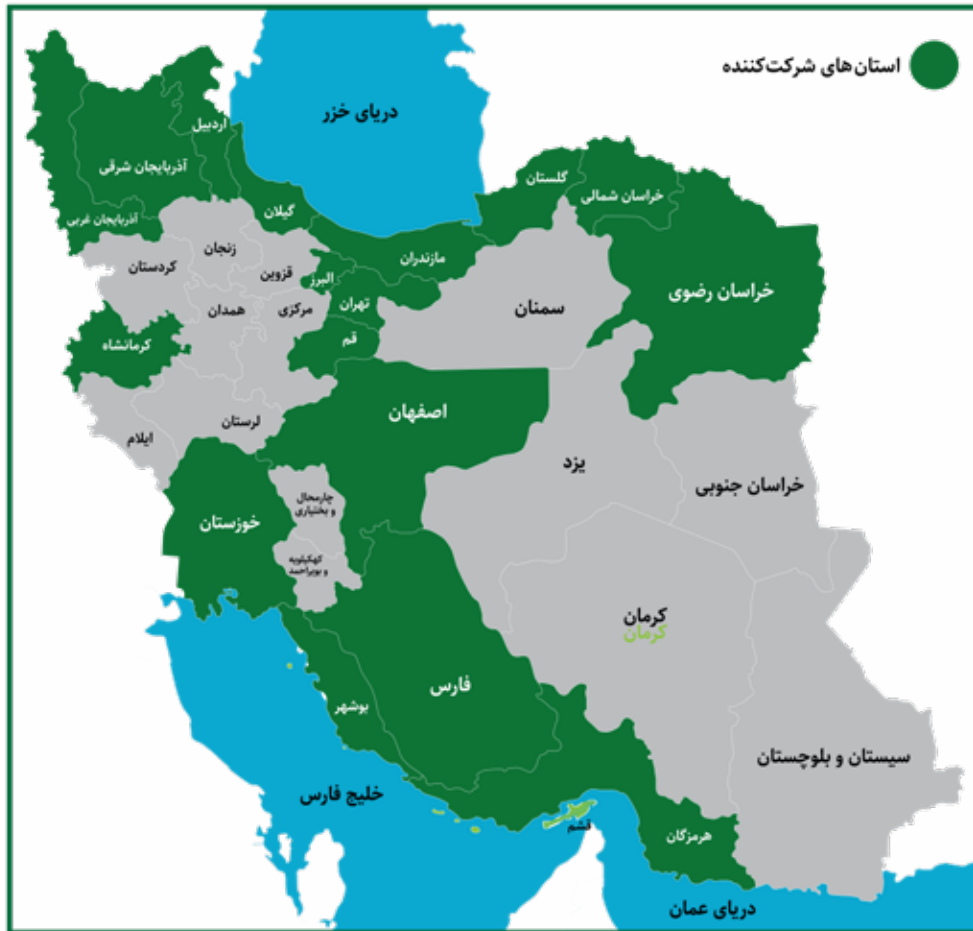 استان‌های شرکت‌کننده
دریای خزر
اردبیل
آذربایجان شرقی
گلستان
خراسان شمالی
گیلان
آذربایجان غربی
زنجان
مازندران
کردستان
قزوین
البرز
خراسان رضوی
تهران
سمنان
همدان
مرکزی
قم
کرمانشاه
اصفهان
لرستان
ایلام
یزد
خراسان جنوبی
چارمحال
و بختیاری
خوزستان
کهکیلویه
و بویراحمد
کرمان
کرمان
فارس
بوشهر
سیستان و بلوچستان
خلیج فارس
قشم
هرمزگان
دریای عمان